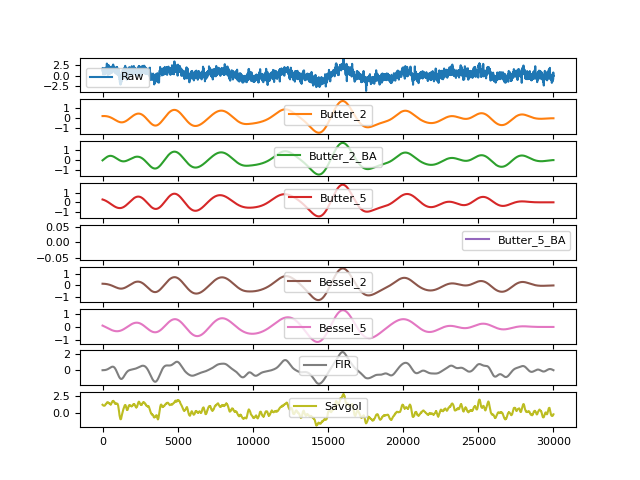 2.5
0.0
−2.5
Raw
1
0
−1
Butter_2
1
0
−1
Butter_2_BA
1
0
−1
Butter_5
0.05
0.00
−0.05
Butter_5_BA
1
0
−1
Bessel_2
1
0
−1
Bessel_5
2
0
FIR
2.5
0.0
Savgol
0 5000 10000 15000 20000 25000 30000